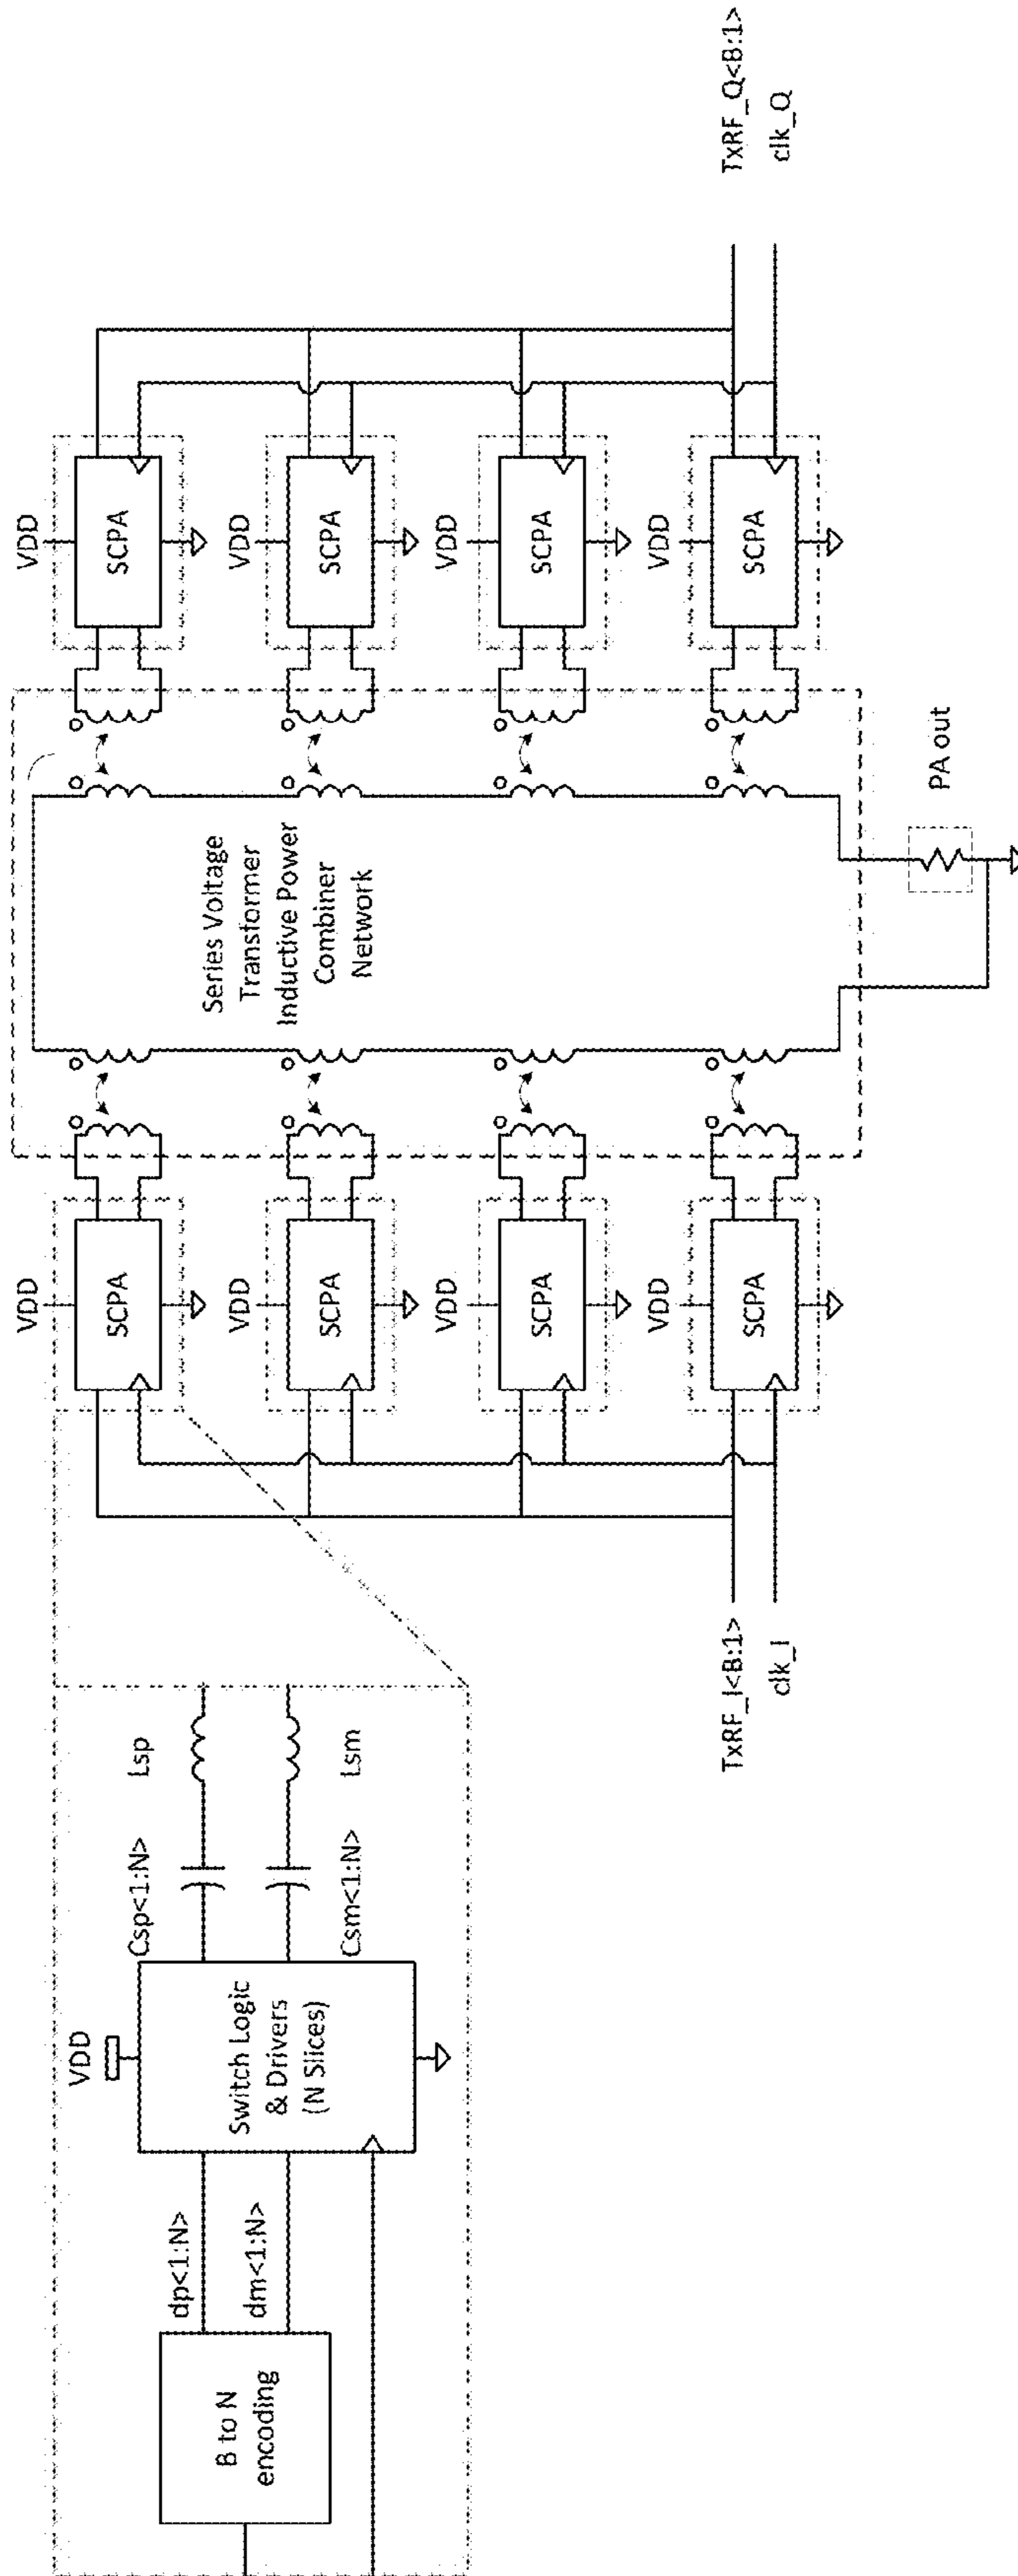 B to N
encoding
dp<1:N>
dm<1:N>
VDD
Switch Logic
& Drivers
(N Slices)
Csp<1:N>
Csm<1:N>
Lsp
Lsm
TxRF_I<B:1>
clk_I
VDD
SCPA
VDD
SCPA
VDD
SCPA
VDD
SCPA
Series Voltage
Transformer
Inductive Power
Combiner
Network
PA out
VDD
SCPA
VDD
SCPA
VDD
SCPA
VDD
SCPA
TxRF_Q<B:1>
clk_Q